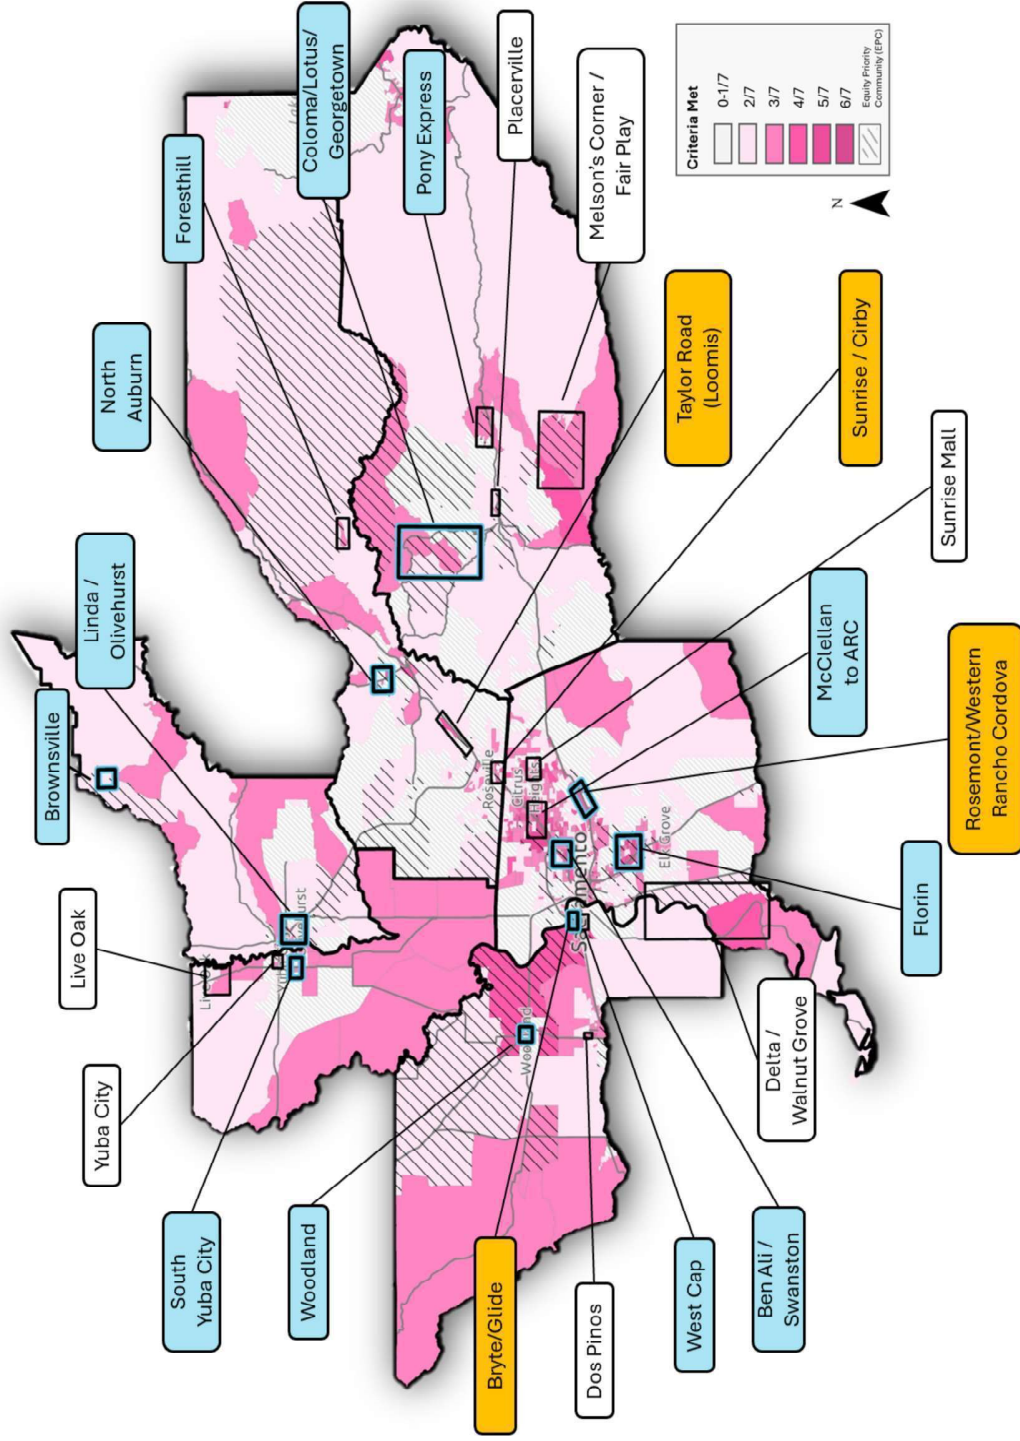 Brownsville
Live Oak
Yuba City
Linda /
Olivehurst
North
Auburn
South
Yuba City
Foresthill
Woodland
Coloma/Lotus/
Georgetown
Pony Express
Bryte/Glide
Placerville
Roseville
Citrus
Heights
Sacramento
Elk Grove
Dos Pinos
Melson's Corner /
Fair Play
West Cap
Taylor Road
(Loomis)
Ben Ali /
Swanston
Delta /
Walnut Grove
McClellan
to ARC
Sunrise / Cirby
Florin
Sunrise Mall
Rosemont/Western
Rancho Cordova
N
Criteria Met
0-1/7
2/7
3/7
4/7
5/7
6/7
Equity Priority
Community (EPC)